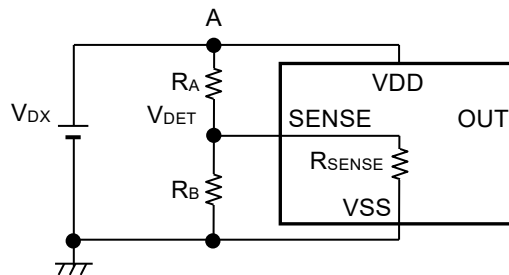 A
RA
VDD
VDX
VDET
SENSE
OUT
RSENSE
RB
VSS